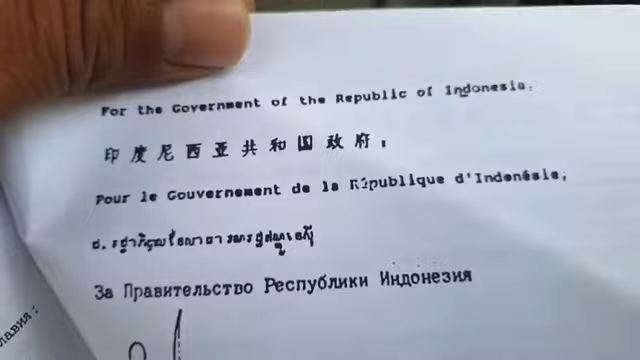 For the Government of the Republic of Indonesia:
印度尼西亚共和国政府：
Pour le Gouvernement de la République d'Indonésie;
За Правительство Республики Индонезия
лавия: